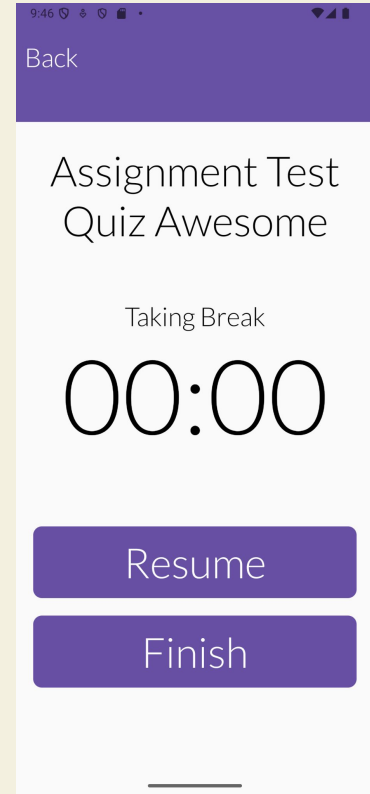 9:46
Back
Assignment Test
Quiz Awesome
Taking Break
00:00
Resume
Finish